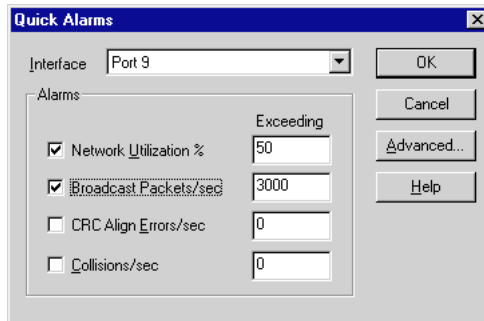 Quick Alarms
Interface Port 9 OK
Alarms Cancel
Exceeding
Network Utilization % 50 Advanced...
Broadcast Packets/sec 3000 Help
CRC Align Errors/sec 0
Collisions/sec 0